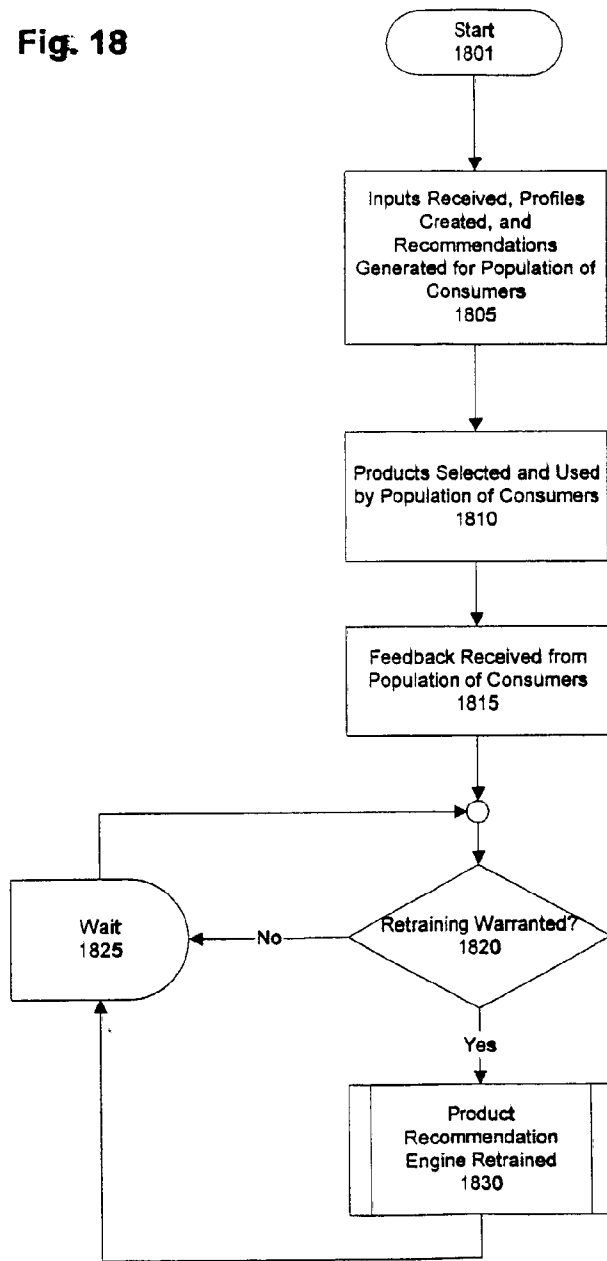 Fig. 18
Start
1801
Inputs Received, Profiles
Created, and
Recommendations
Generated for Population of
Consumers
1805
Products Selected and Used
by Population of Consumers
1810
Feedback Received from
Population of Consumers
1815
Retraining Warranted?
1820
Wait
1825
No
Yes
Product
Recommendation
Engine Retrained
1830